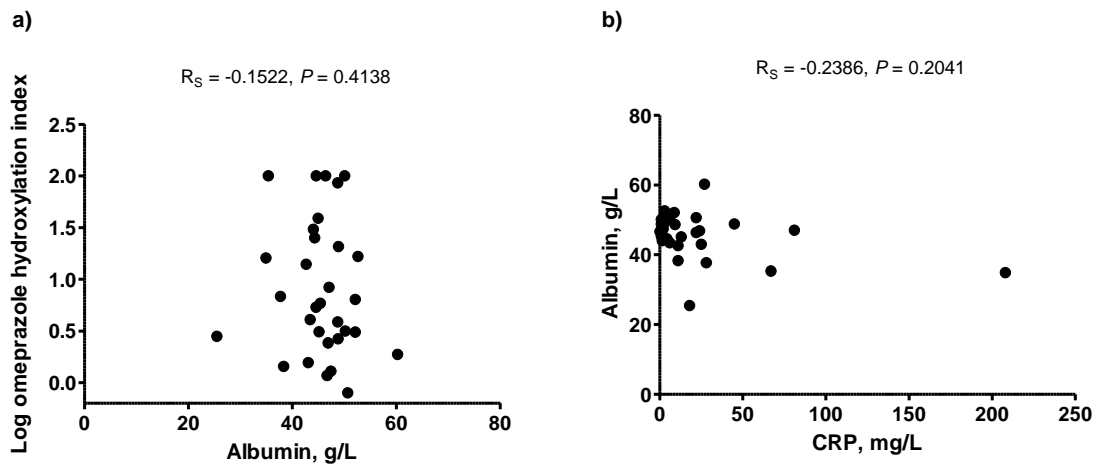 a)
R_S = -0.1522, P = 0.4138
Log omeprazole hydroxylation index
2.5
2.0
1.5
1.0
0.5
0.0
0 20 40 60 80
Albumin, g/L
b)
R_S = -0.2386, P = 0.2041
Albumin, g/L
80
60
40
20
0
0 50 100 150 200 250
CRP, mg/L